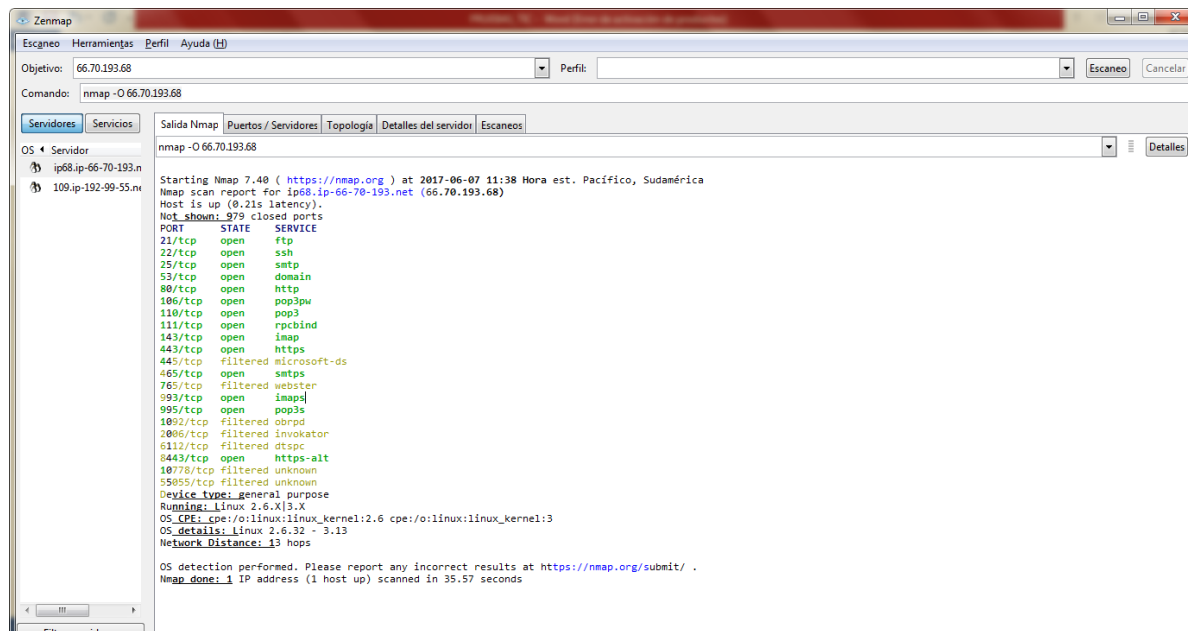 Zenmap
Escaneo Herramientas Perfil Ayuda (H)
Objetivo: 66.70.193.68 Perfil: Escaneo Cancelar
Comando: nmap -O 66.70.193.68
Servidores Servicios Salida Nmap Puertos / Servidores Topología Detalles del servidor Escaneos
OS Servidor nmap -O 66.70.193.68 Detalles
ip68.ip-66-70-193.n
109.ip-192-99-55.ne
Starting Nmap 7.40 ( https://nmap.org ) at 2017-06-07 11:38 Hora est. Pacífico, Sudamérica
Nmap scan report for ip68.ip-66-70-193.net (66.70.193.68)
Host is up (0.21s latency).
Not shown: 979 closed ports
PORT STATE SERVICE
21/tcp open ftp
22/tcp open ssh
25/tcp open smtp
53/tcp open domain
80/tcp open http
106/tcp open pop3pw
110/tcp open pop3
111/tcp open rpcbind
143/tcp open imap
443/tcp open https
445/tcp filtered microsoft-ds
465/tcp open smtps
765/tcp filtered webster
993/tcp open imaps
995/tcp open pop3s
1092/tcp filtered obrpd
2006/tcp filtered invokator
6112/tcp filtered dtspc
8443/tcp open https-alt
10778/tcp filtered unknown
55055/tcp filtered unknown
Device type: general purpose
Running: Linux 2.6.X|3.X
OS CPE: cpe:/o:linux:linux_kernel:2.6 cpe:/o:linux:linux_kernel:3
OS details: Linux 2.6.32 - 3.13
Network Distance: 13 hops
OS detection performed. Please report any incorrect results at https://nmap.org/submit/ .
Nmap done: 1 IP address (1 host up) scanned in 35.57 seconds